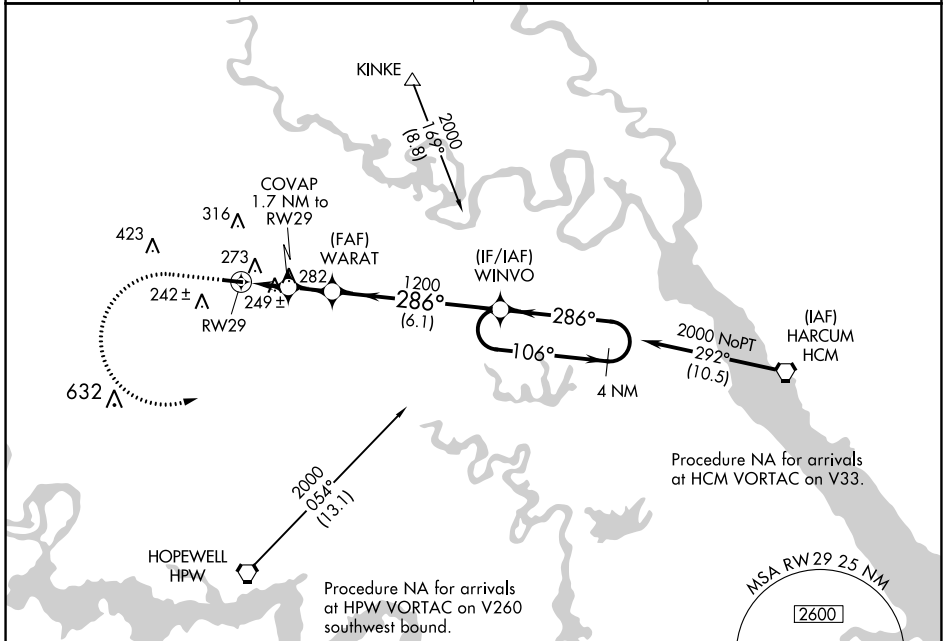 KINKE
2000
169°
(8.8)
COVAP
1.7 NM to
RW29
316
423
(FAF)
WARAT
(IF/IAF)
WINVO
273
282
1200
286°
(6.1)
286°
2000 NoPT
292°
(10.5)
(IAF)
HARCUM
HCM
242 ±
249 ±
RW29
106°
4 NM
632
Procedure NA for arrivals
at HCM VORTAC on V33.
2000
054°
(13.1)
HOPEWELL
HPW
Procedure NA for arrivals
at HPW VORTAC on V260
southwest bound.
MSA RW29 25 NM
2600